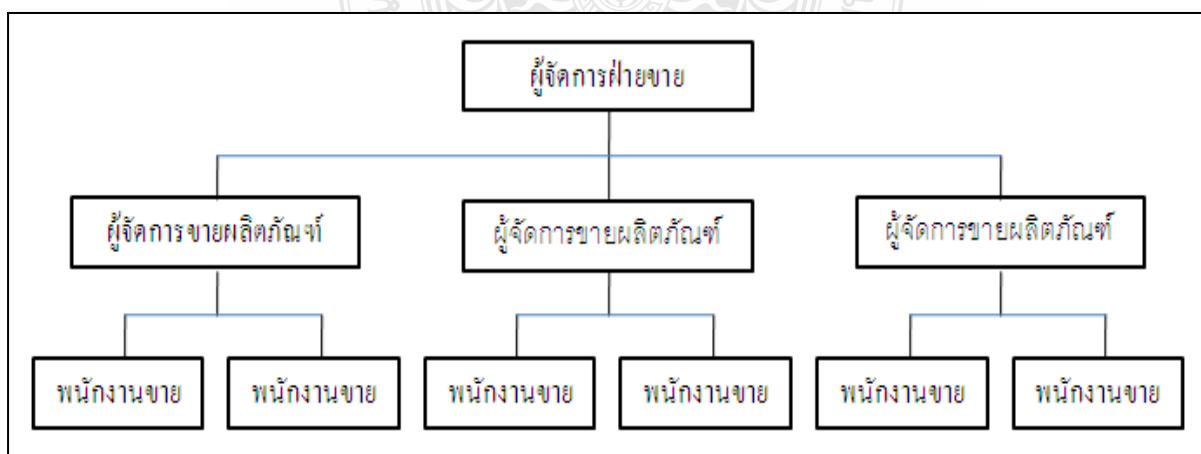 ผู้จัดการฝ่ายขาย
ผู้จัดการขายผลิตภัณฑ์
ผู้จัดการขายผลิตภัณฑ์
ผู้จัดการขายผลิตภัณฑ์
พนักงานขาย
พนักงานขาย
พนักงานขาย
พนักงานขาย
พนักงานขาย
พนักงานขาย